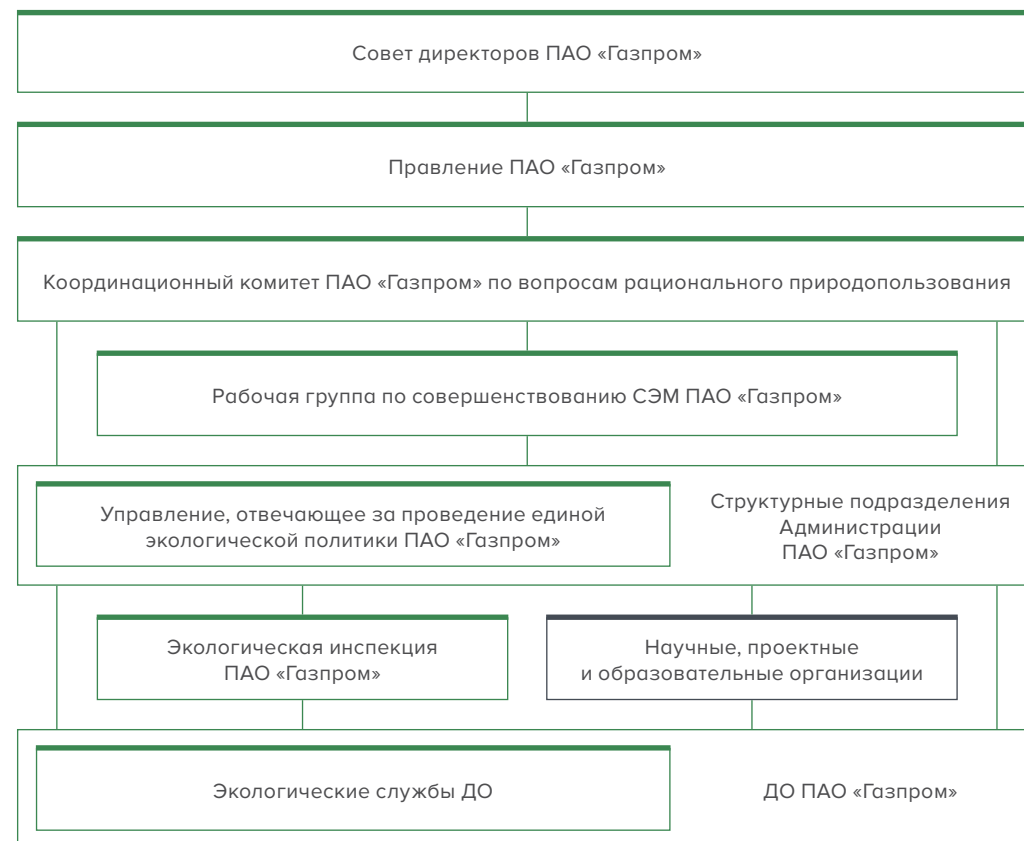 Совет директоров ПАО «Газпром»
Правление ПАО «Газпром»
Координационный комитет ПАО «Газпром» по вопросам рационального природопользования
Рабочая группа по совершенствованию СЭМ ПАО «Газпром»
Управление, отвечающее за проведение единой
экологической политики ПАО «Газпром»
Структурные подразделения
Администрации
ПАО «Газпром»
Экологическая инспекция
ПАО «Газпром»
Научные, проектные
и образовательные организации
Экологические службы ДО
ДО ПАО «Газпром»